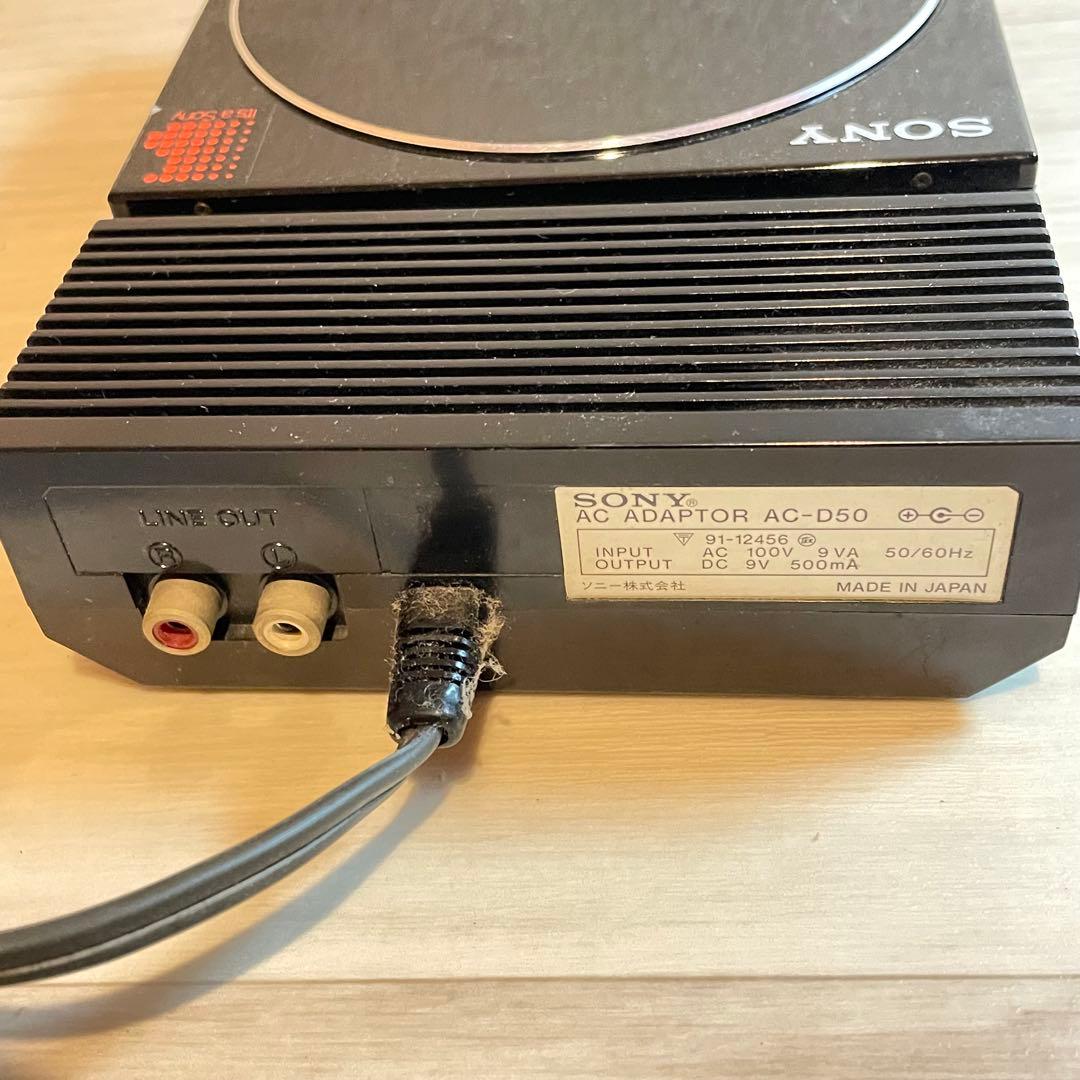 It's a Sony
SONY
LINE OUT
R L
SONY®
AC ADAPTOR AC-D50
91-12456
INPUT AC 100V 9VA 50/60Hz
OUTPUT DC 9V 500mA
ソニー株式会社 MADE IN JAPAN